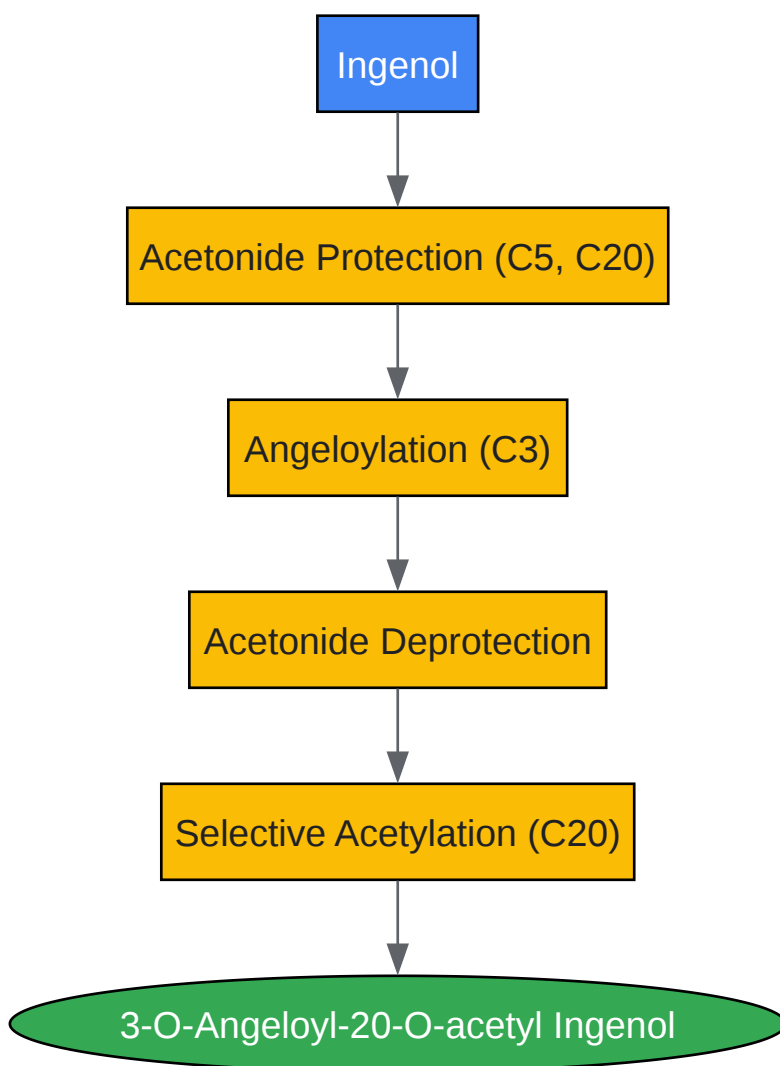 Ingenol
Acetonide Protection (C5, C20)
Angeloylation (C3)
Acetonide Deprotection
Selective Acetylation (C20)
3-O-Angeloyl-20-O-acetyl Ingenol